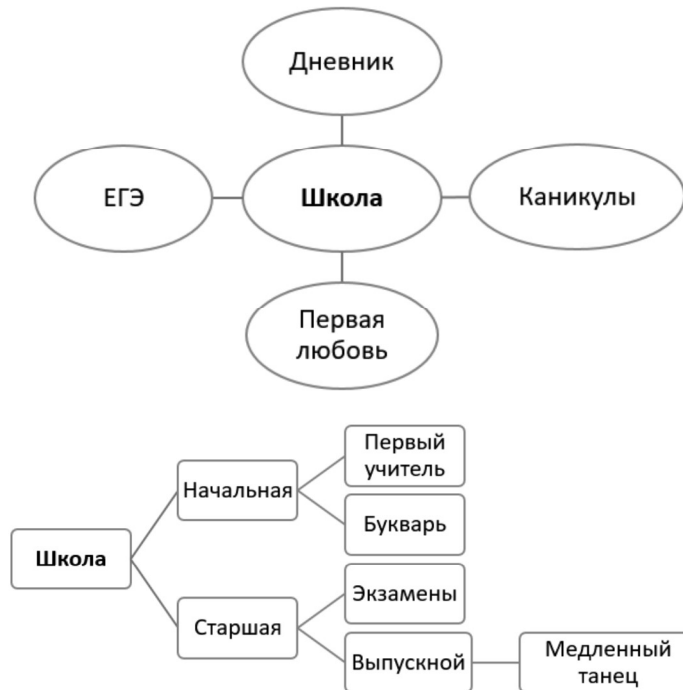 Дневник
ЕГЭ
Школа
Каникулы
Первая
любовь
Первый
учитель
Начальная
Букварь
Школа
Экзамены
Старшая
Выпускной
Медленный
танец